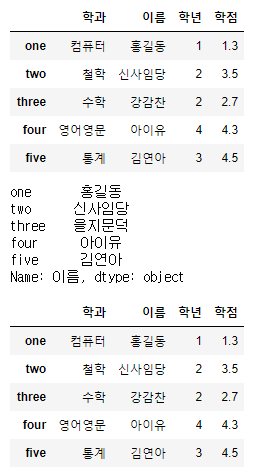 학과 이름 학년 학점
one 컴퓨터 홍길동 1 1.3
two 철학 신사임당 2 3.5
three 수학 강감찬 2 2.7
four 영어영문 아이유 4 4.3
five 통계 김연아 3 4.5
one 홍길동
two 신사임당
three 을지문덕
four 아이유
five 김연아
Name: 이름, dtype: object
학과 이름 학년 학점
one 컴퓨터 홍길동 1 1.3
two 철학 신사임당 2 3.5
three 수학 강감찬 2 2.7
four 영어영문 아이유 4 4.3
five 통계 김연아 3 4.5